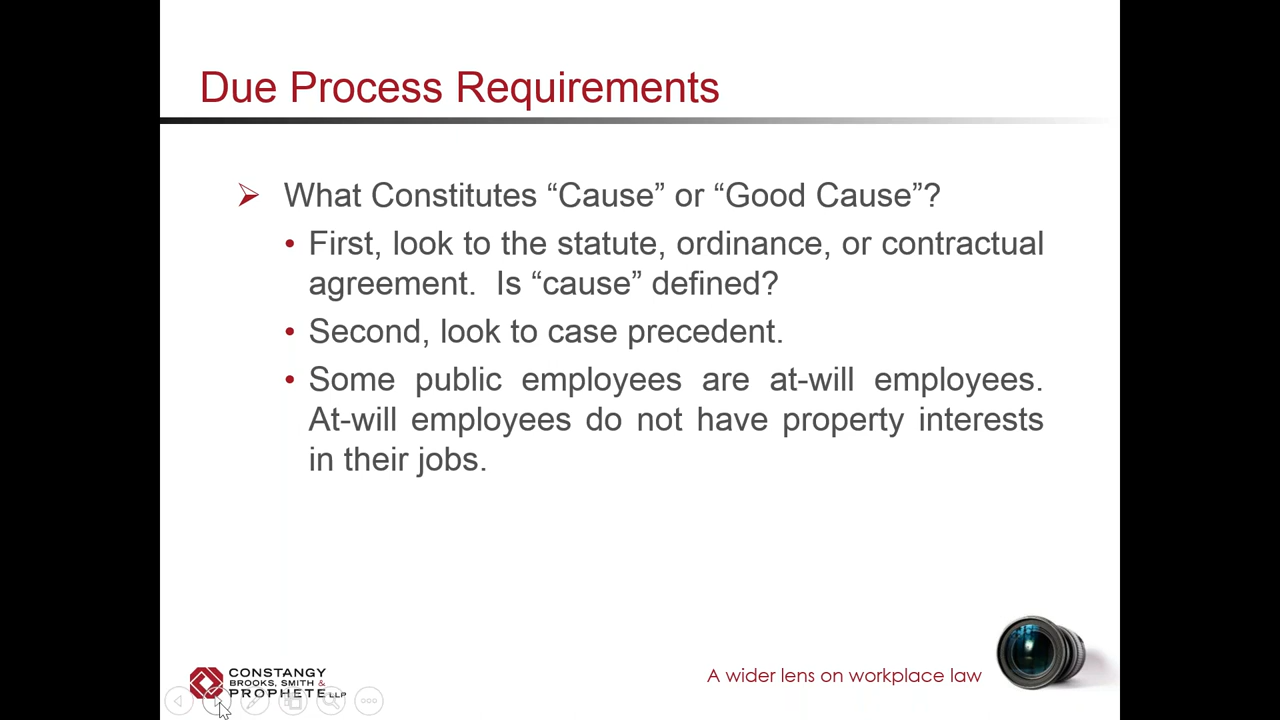 Due Process Requirements
What Constitutes “Cause” or “Good Cause”?
• First, look to the statute, ordinance, or contractual
agreement.  Is “cause” defined?
• Second, look to case precedent.
• Some public employees are at-will employees.
At-will employees do not have property interests
in their jobs.
CONSTANGY
BROOKS, SMITH &
PROPHETE LLP
A wider lens on workplace law